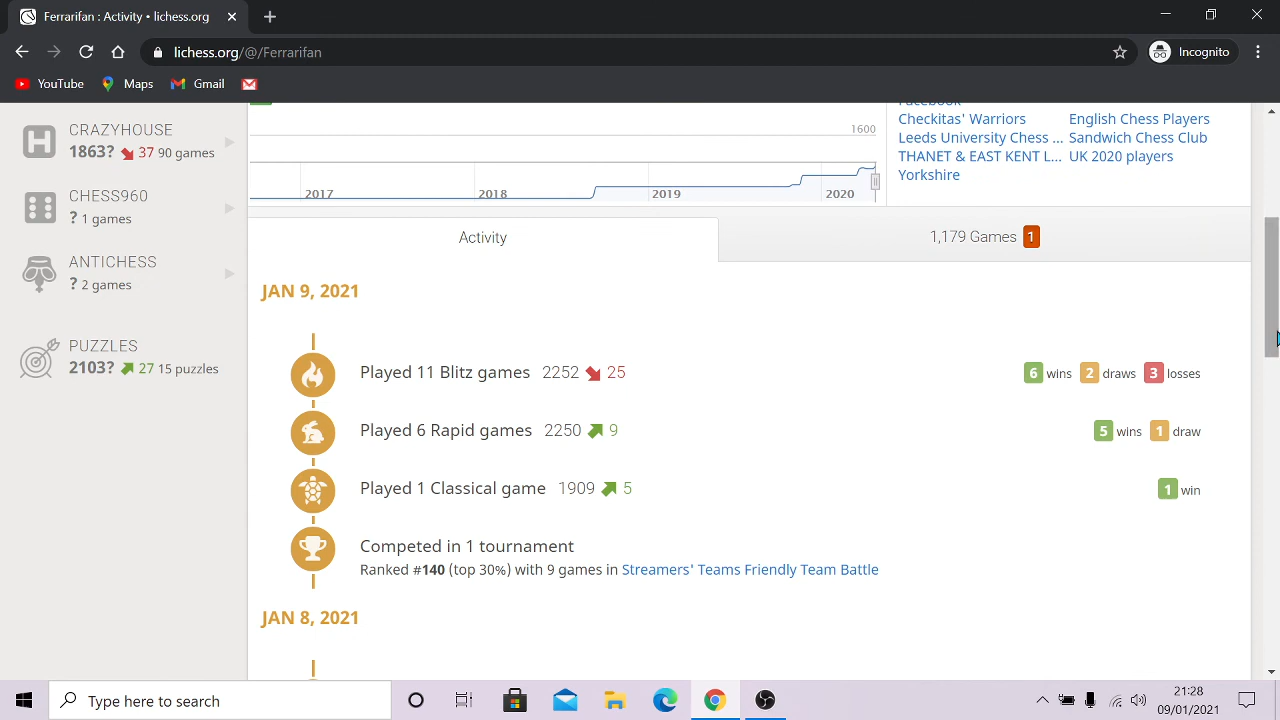 Ferrarifan : Activity • lichess.org
lichess.org/@/Ferrarifan
Incognito
YouTube Maps Gmail
CRAZYHOUSE
1863? 37 90 games
CHESS960
? 1 games
ANTICHESS
? 2 games
PUZZLES
2103? 27 15 puzzles
1600
2017 2018 2019 2020
Facebook
Checkitas' Warriors English Chess Players
Leeds University Chess ... Sandwich Chess Club
THANET & EAST KENT L... UK 2020 players
Yorkshire
Activity 1,179 Games 1
JAN 9, 2021
Played 11 Blitz games 2252 25 6 wins 2 draws 3 losses
Played 6 Rapid games 2250 9 5 wins 1 draw
Played 1 Classical game 1909 5 1 win
Competed in 1 tournament
Ranked #140 (top 30%) with 9 games in Streamers' Teams Friendly Team Battle
JAN 8, 2021
Type here to search
21:28
09/01/2021